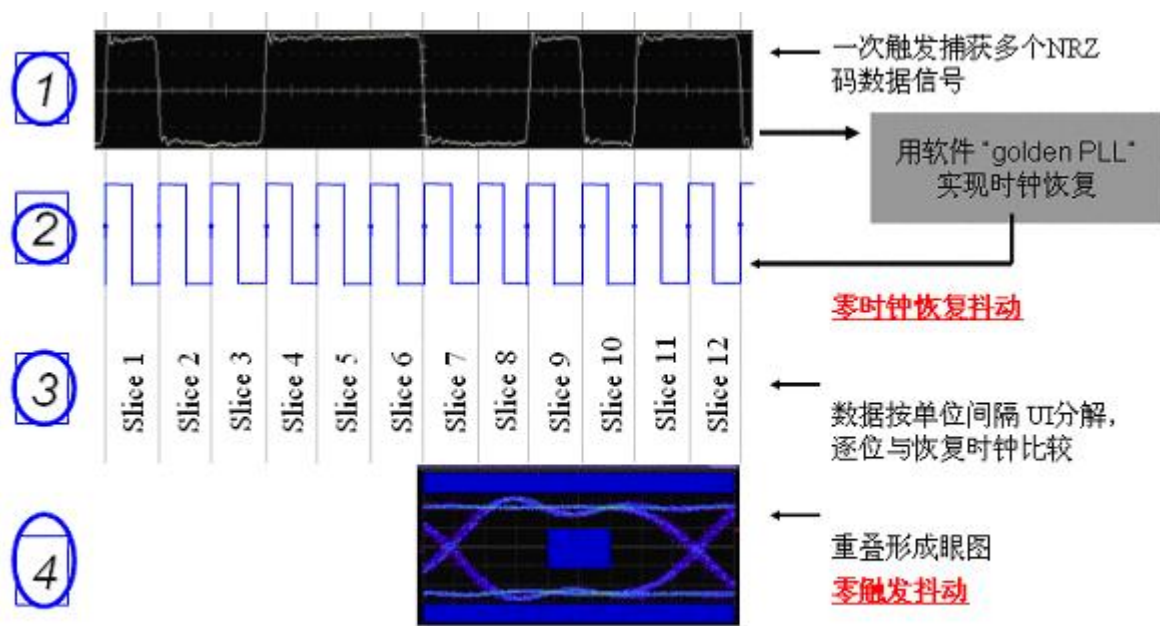 1
一次触发捕获多个NRZ
码数据信号
用软件 "golden PLL"
实现时钟恢复
2
零时钟恢复抖动
3
Slice 1
Slice 2
Slice 3
Slice 4
Slice 5
Slice 6
Slice 7
Slice 8
Slice 9
Slice 10
Slice 11
Slice 12
数据按单位间隔 UI分解，
逐位与恢复时钟比较
4
重叠形成眼图
零触发抖动